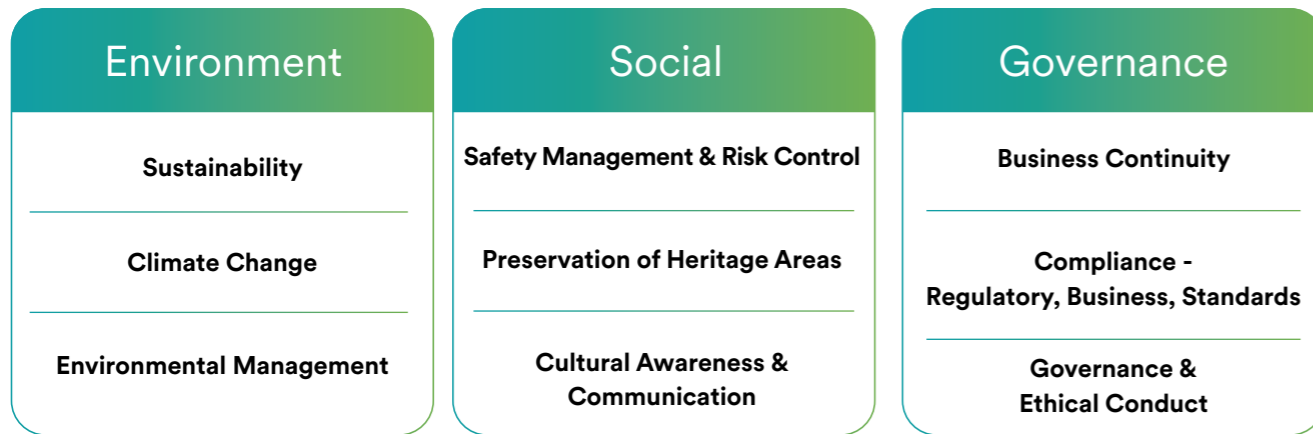 Environment
Sustainability
Climate Change
Environmental Management
Social
Safety Management & Risk Control
Preservation of Heritage Areas
Cultural Awareness &
Communication
Governance
Business Continuity
Compliance -
Regulatory, Business, Standards
Governance &
Ethical Conduct